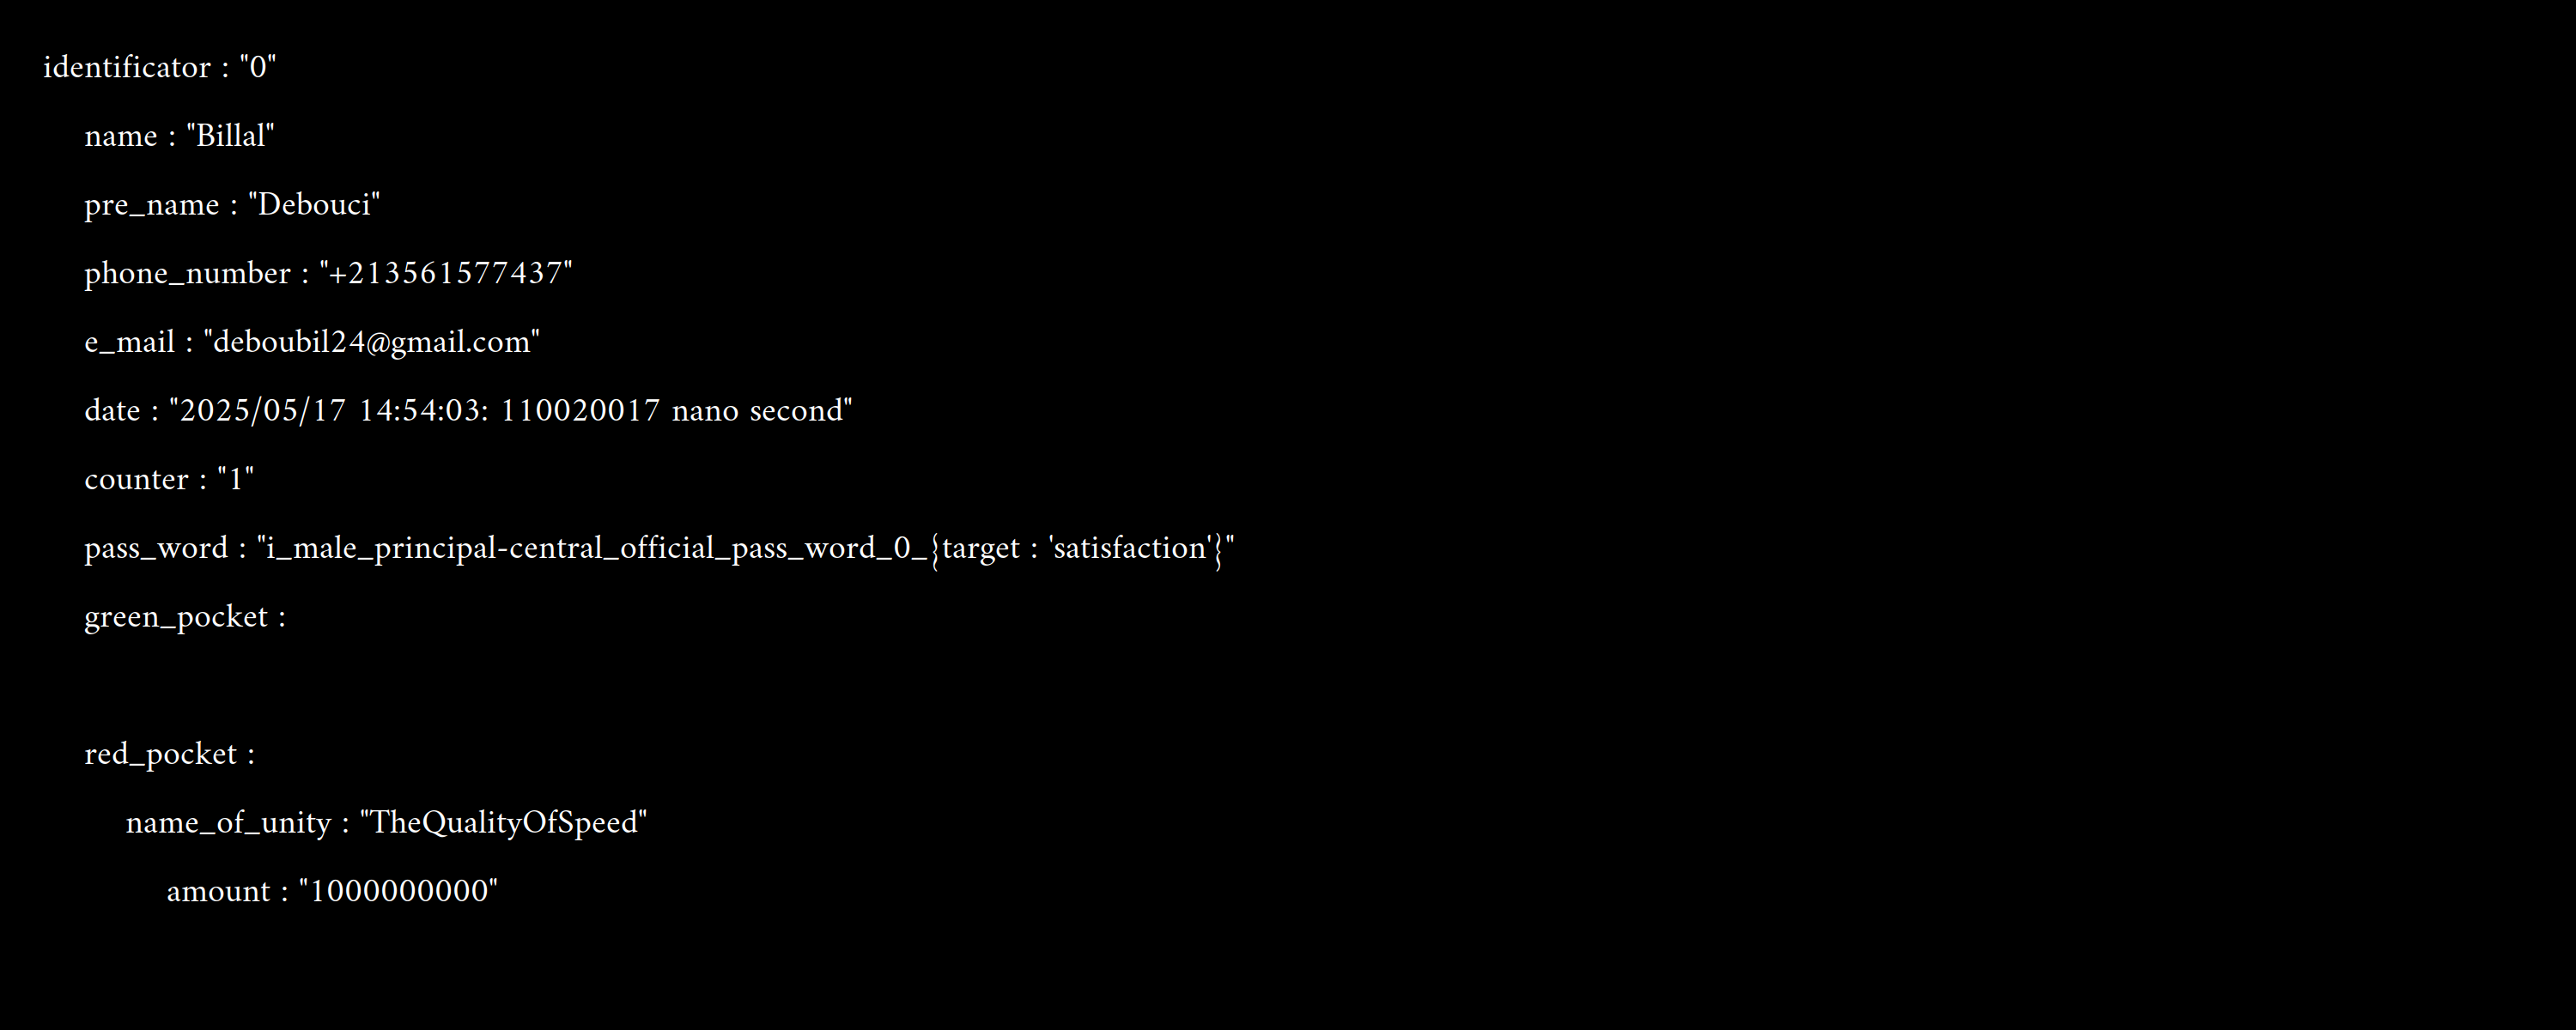 identificator : "0"
name : "Billal"
pre_name : "Debouci"
phone_number : "+213561577437"
e_mail : "deboubil24@gmail.com"
date : "2025/05/17 14:54:03: 110020017 nano second"
counter : "1"
pass_word : "i_male_principal-central_official_pass_word_0_{target : 'satisfaction'}"
green_pocket :
red_pocket :
name_of_unity : "TheQualityOfSpeed"
amount : "1000000000"